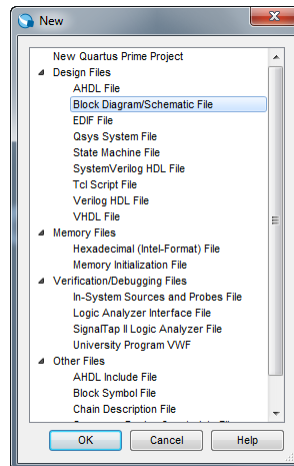 New
New Quartus Prime Project
Design Files
AHDL File
Block Diagram/Schematic File
EDIF File
Qsys System File
State Machine File
SystemVerilog HDL File
Tcl Script File
Verilog HDL File
VHDL File
Memory Files
Hexadecimal (Intel-Format) File
Memory Initialization File
Verification/Debugging Files
In-System Sources and Probes File
Logic Analyzer Interface File
SignalTap II Logic Analyzer File
University Program VWF
Other Files
AHDL Include File
Block Symbol File
Chain Description File
OK Cancel Help